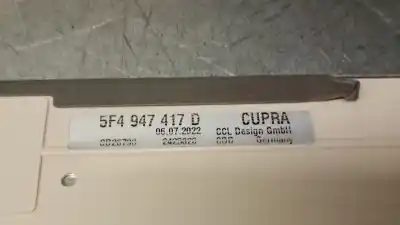 5F4 947 417 D CUPRA
06.07.2022 CCL Design GmbH
Germany